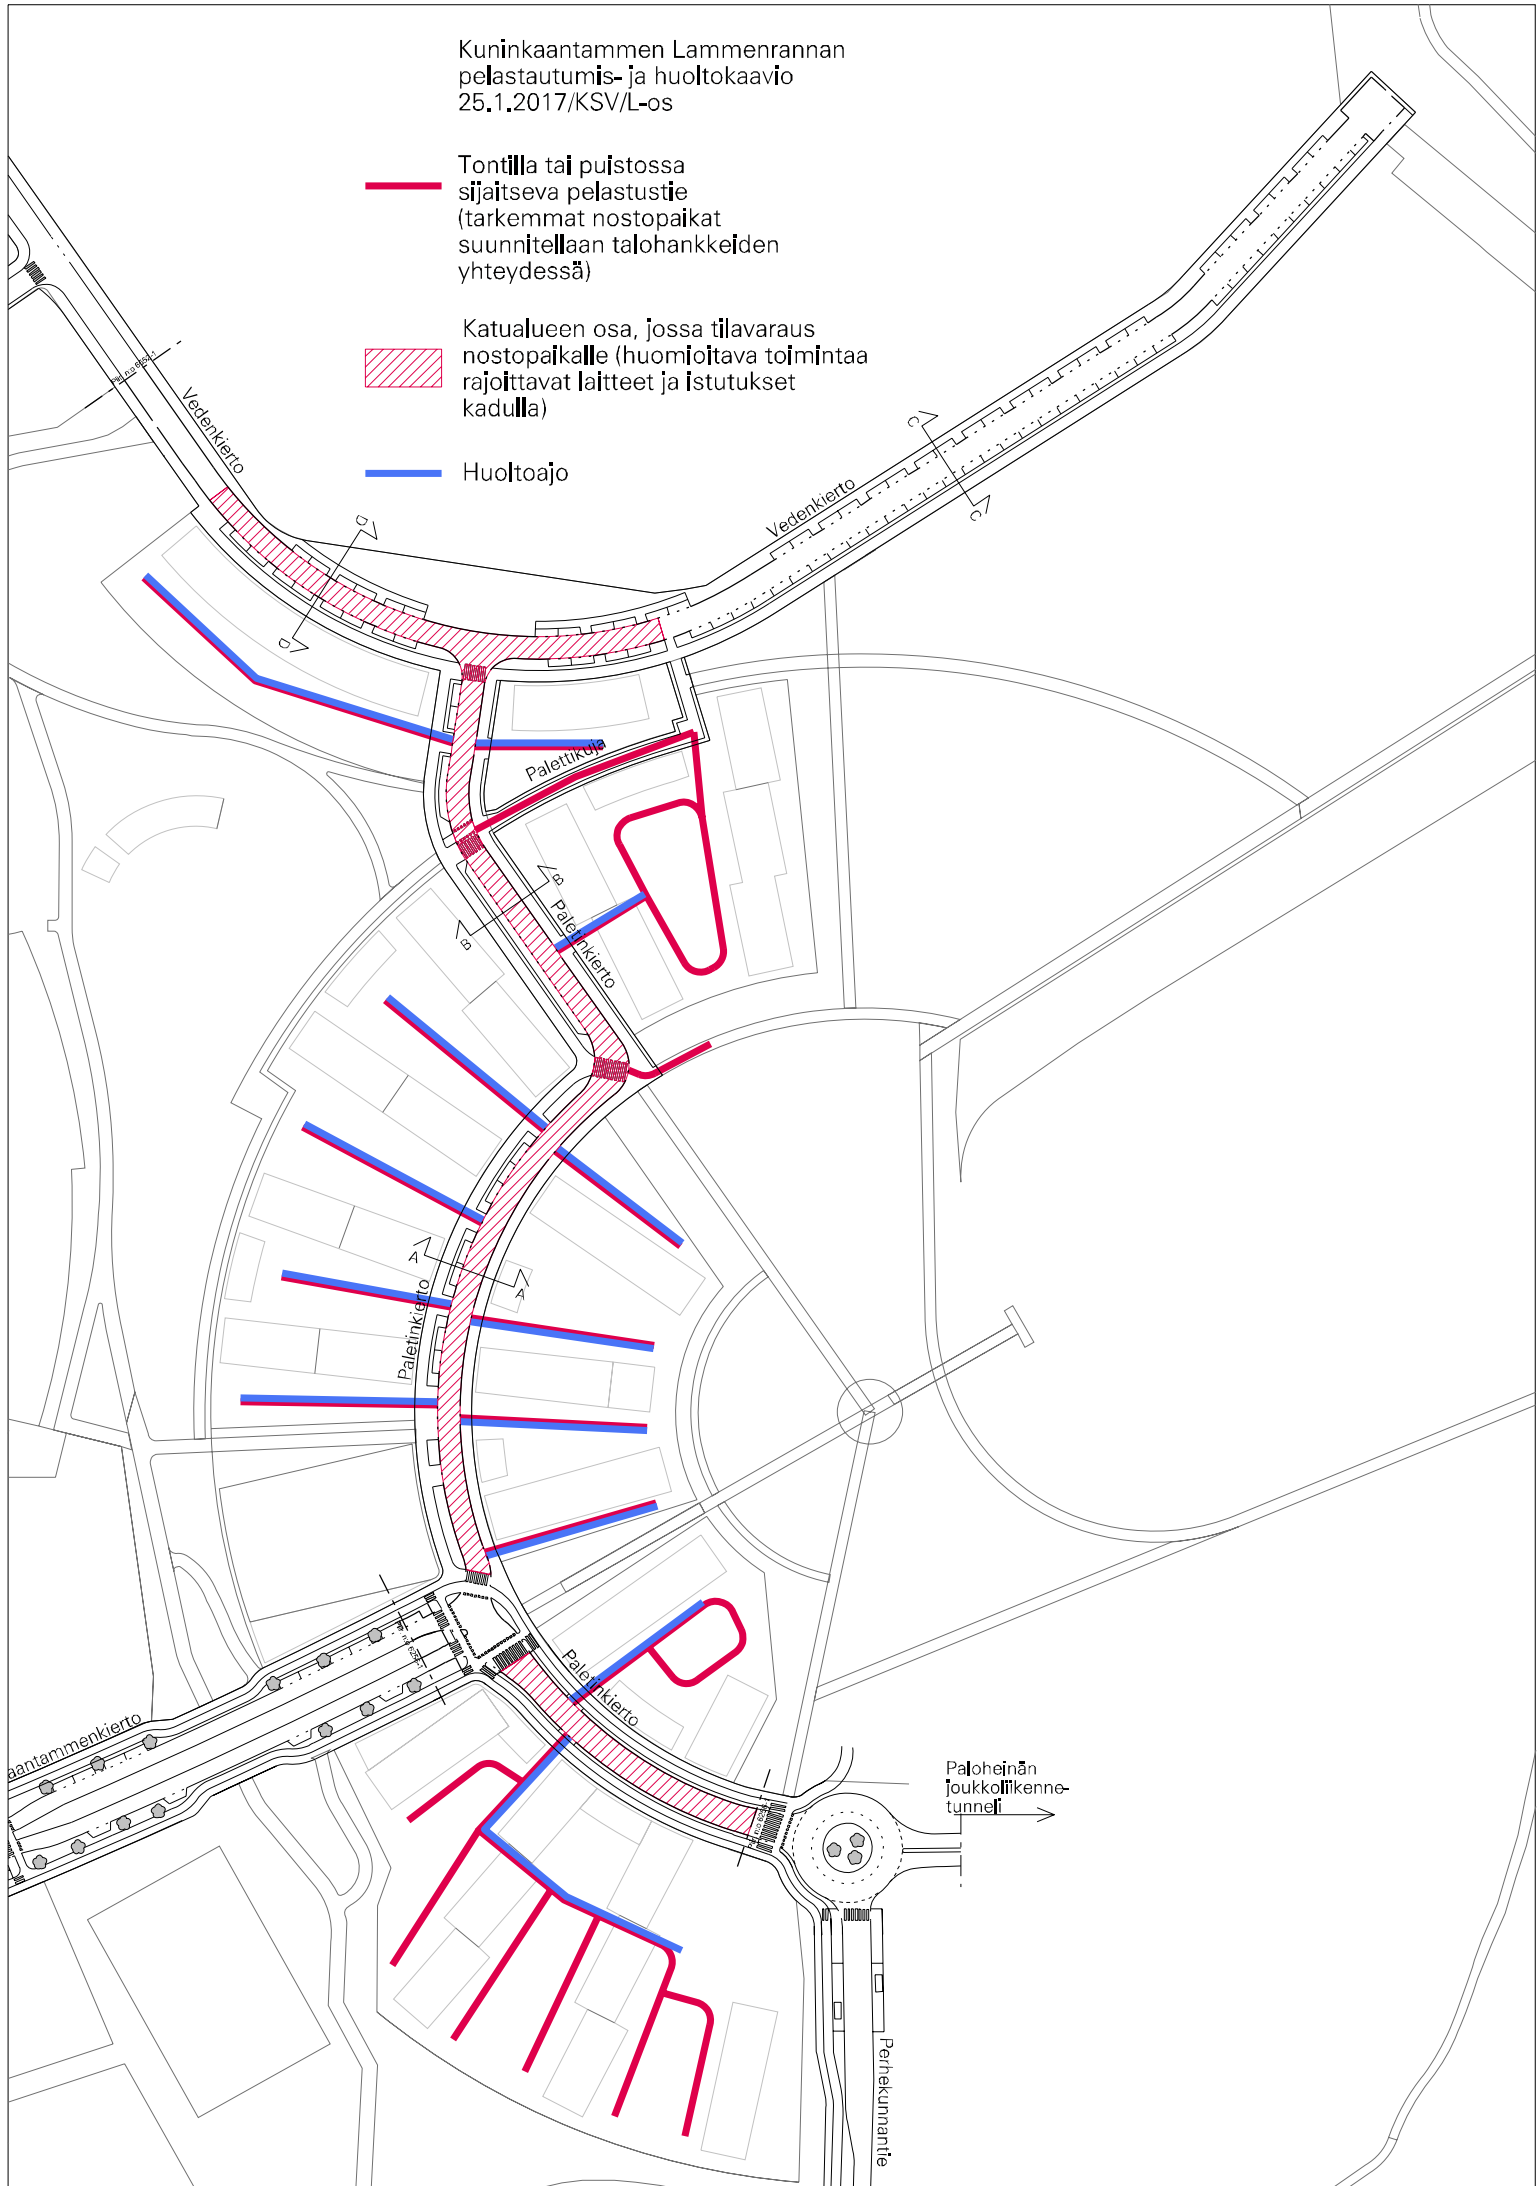 Kuninkaantammen Lammenrannan
pelastautumis- ja huoltokaavio
25.1.2017/KSV/L-os
Tontilla tai puistossa
sijaitseva pelastustie
(tarkemmat nostopaikat
suunnitellaan talohankkeiden
yhteydessä)
Katualueen osa, jossa tilavaraus
nostopaikalle (huomioitava toimintaa
rajoittavat laitteet ja istutukset
kadulla)
Huoltoajo
Vedenkierto
Vedenkierto
C
C
D
D
Palettikuja
B
B
Paletinkierto
A
A
Paletinkierto
Paletinkierto
aantammenkierto
Paloheinän
joukkoliikenne-
tunneli
Perhekunnantie